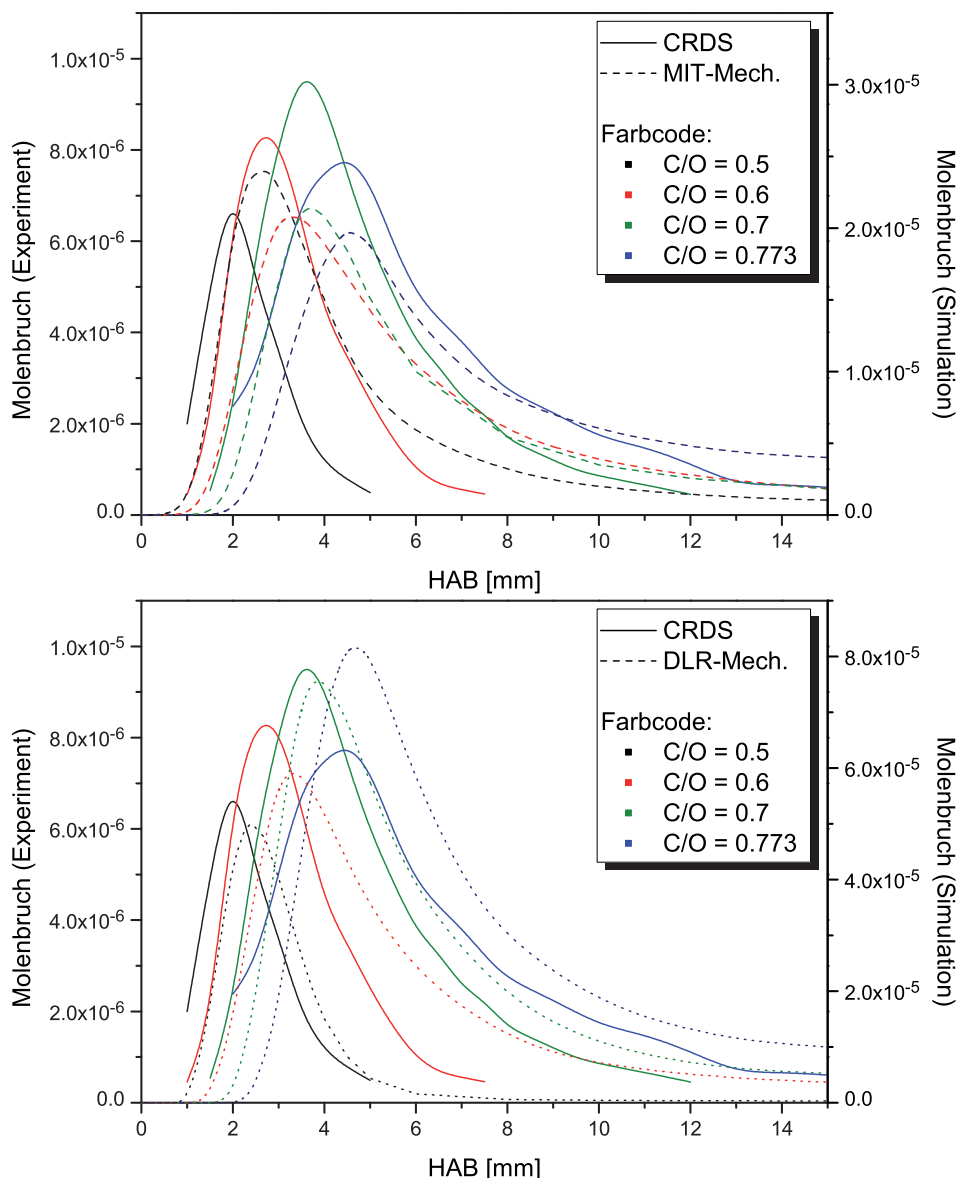 CRDS
MIT-Mech.
Farbcode:
C/O = 0.5
C/O = 0.6
C/O = 0.7
C/O = 0.773
1.0x10⁻⁵
8.0x10⁻⁶
6.0x10⁻⁶
4.0x10⁻⁶
2.0x10⁻⁶
0.0
Molenbruch (Experiment)
3.0x10⁻⁵
2.0x10⁻⁵
1.0x10⁻⁵
0.0
Molenbruch (Simulation)
0 2 4 6 8 10 12 14
HAB [mm]
CRDS
DLR-Mech.
Farbcode:
C/O = 0.5
C/O = 0.6
C/O = 0.7
C/O = 0.773
1.0x10⁻⁵
8.0x10⁻⁶
6.0x10⁻⁶
4.0x10⁻⁶
2.0x10⁻⁶
0.0
Molenbruch (Experiment)
8.0x10⁻⁵
6.0x10⁻⁵
4.0x10⁻⁵
2.0x10⁻⁵
0.0
Molenbruch (Simulation)
0 2 4 6 8 10 12 14
HAB [mm]